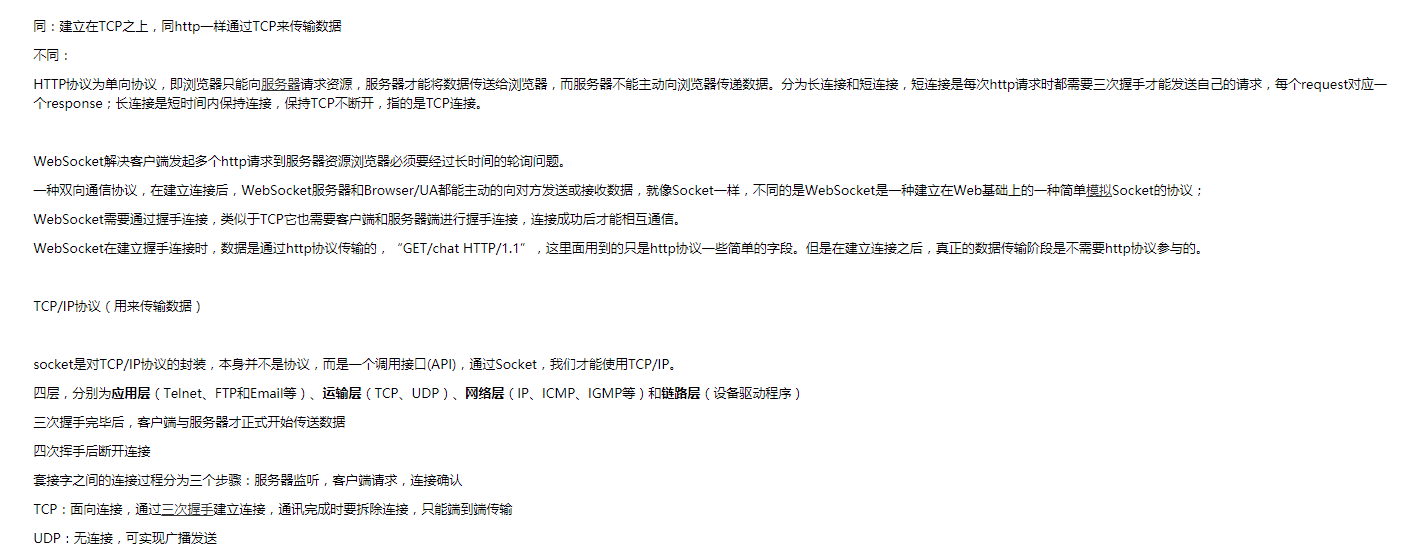 同：建立在TCP之上，同http一样通过TCP来传输数据
不同：
HTTP协议为单向协议，即浏览器只能向服务器请求资源，服务器才能将数据传送给浏览器，而服务器不能主动向浏览器传递数据。分为长连接和短连接，短连接是每次http请求时都需要三次握手才能发送自己的请求，每个request对应一
个response；长连接是短时间内保持连接，保持TCP不断开，指的是TCP连接。
WebSocket解决客户端发起多个http请求到服务器资源浏览器必须要经过长时间的轮询问题。
一种双向通信协议，在建立连接后，WebSocket服务器和Browser/UA都能主动的向对方发送或接收数据，就像Socket一样，不同的是WebSocket是一种建立在Web基础上的一种简单模拟Socket的协议；
WebSocket需要通过握手连接，类似于TCP它也需要客户端和服务器端进行握手连接，连接成功后才能相互通信。
WebSocket在建立握手连接时，数据是通过http协议传输的，“GET/chat HTTP/1.1”，这里面用到的只是http协议一些简单的字段。但是在建立连接之后，真正的数据传输阶段是不需要http协议参与的。
TCP/IP协议（用来传输数据）
socket是对TCP/IP协议的封装，本身并不是协议，而是一个调用接口(API)，通过Socket，我们才能使用TCP/IP。
四层，分别为应用层（Telnet、FTP和Email等）、运输层（TCP、UDP）、网络层（IP、ICMP、IGMP等）和链路层（设备驱动程序）
三次握手完毕后，客户端与服务器才正式开始传送数据
四次挥手后断开连接
套接字之间的连接过程分为三个步骤：服务器监听，客户端请求，连接确认
TCP：面向连接，通过三次握手建立连接，通讯完成时要拆除连接，只能端到端传输
UDP：无连接，可实现广播发送